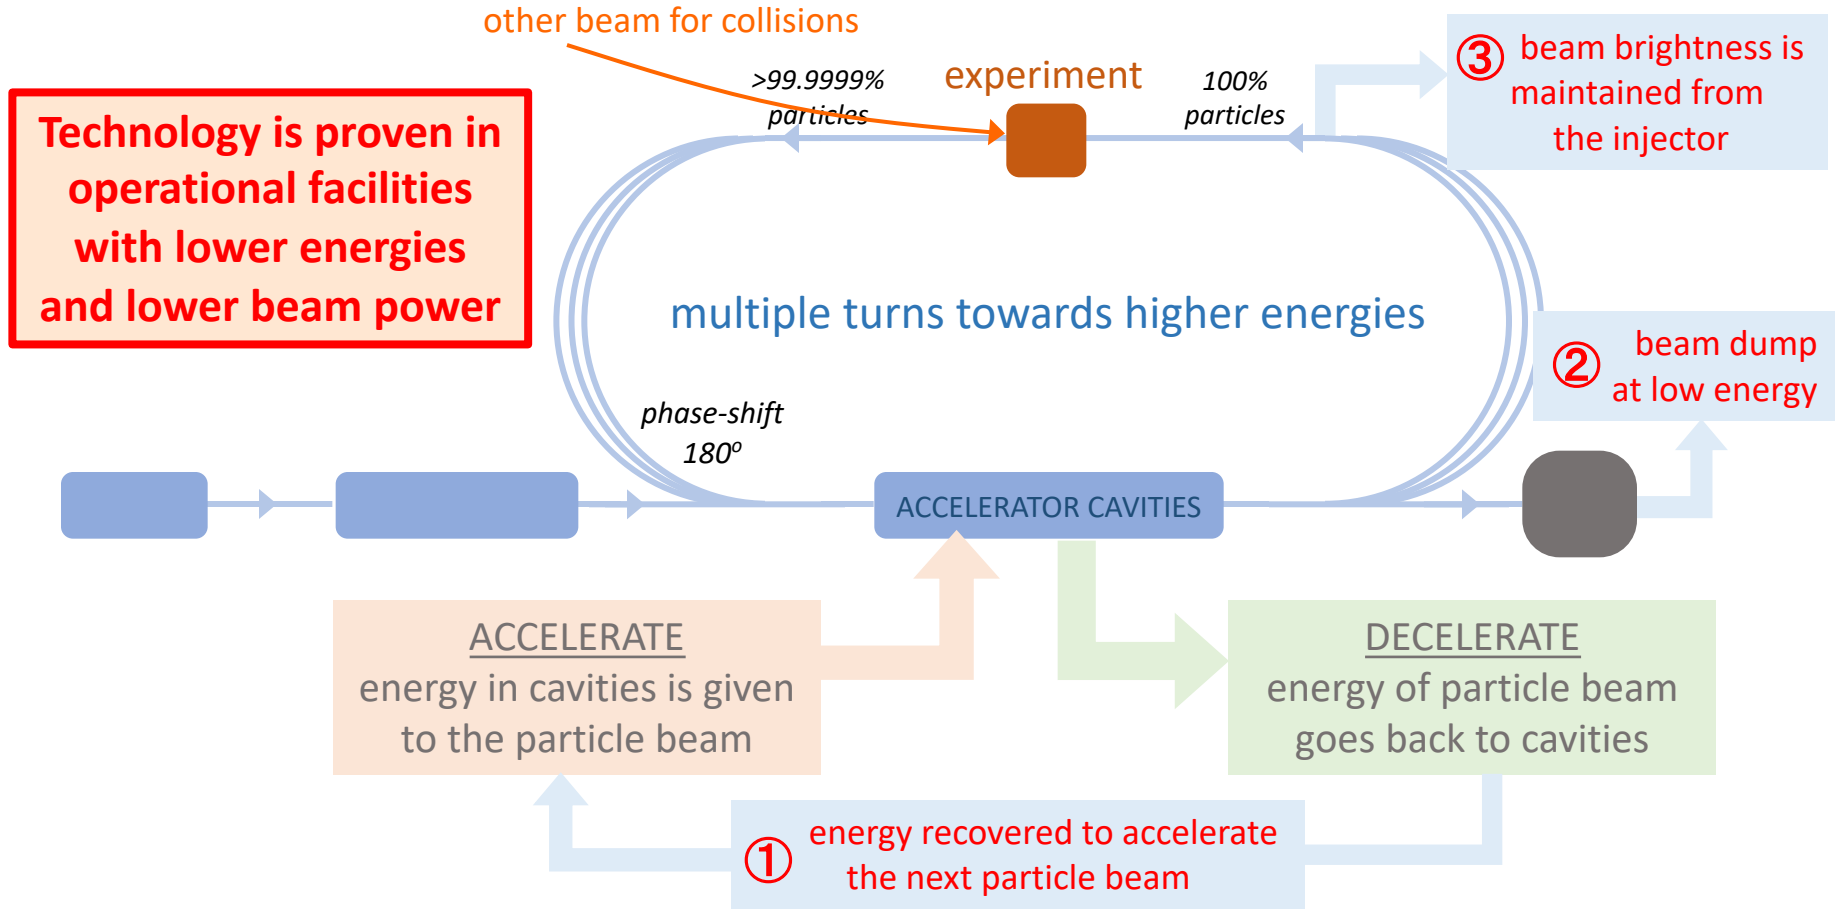 other beam for collisions
>99.9999%
particles
experiment
100%
particles
③ beam brightness is
maintained from
the injector
Technology is proven in
operational facilities
with lower energies
and lower beam power
multiple turns towards higher energies
② beam dump
at low energy
phase-shift
180º
ACCELERATOR CAVITIES
ACCELERATE
energy in cavities is given
to the particle beam
DECELERATE
energy of particle beam
goes back to cavities
① energy recovered to accelerate
the next particle beam